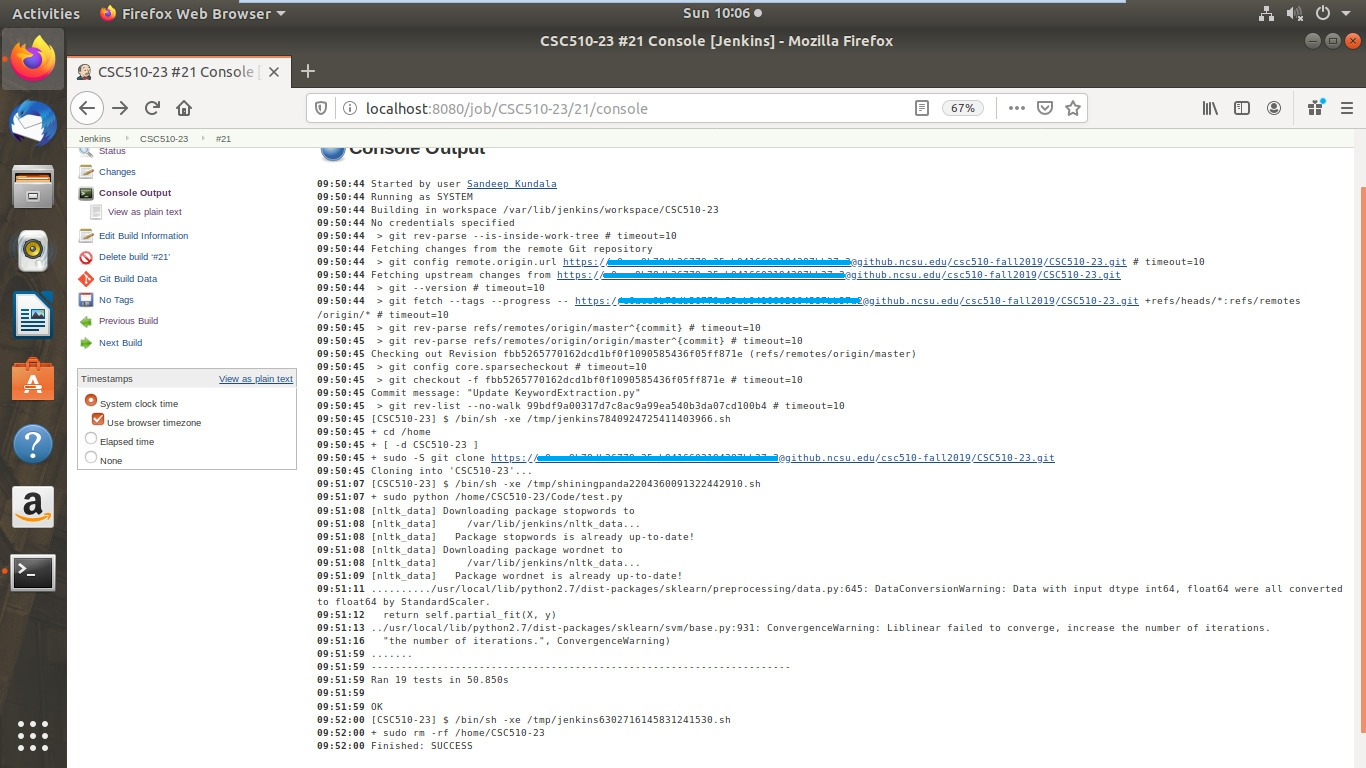 Activities Firefox Web Browser Sun 10:06
CSC510-23 #21 Console [Jenkins] - Mozilla Firefox
CSC510-23 #21 Console [
localhost:8080/job/CSC510-23/21/console 67%
Jenkins CSC510-23 #21
Status
Changes
Console Output
View as plain text
Edit Build Information
Delete build '#21'
Git Build Data
No Tags
Previous Build
Next Build
Timestamps View as plain text
System clock time
Use browser timezone
Elapsed time
None
Console Output
09:50:44 Started by user Sandeep Kundala
09:50:44 Running as SYSTEM
09:50:44 Building in workspace /var/lib/jenkins/workspace/CSC510-23
09:50:44 No credentials specified
09:50:44 > git rev-parse --is-inside-work-tree # timeout=10
09:50:44 Fetching changes from the remote Git repository
09:50:44 > git config remote.origin.url https:/ @github.ncsu.edu/csc510-fall2019/CSC510-23.git # timeout=10
09:50:44 Fetching upstream changes from https:/ @github.ncsu.edu/csc510-fall2019/CSC510-23.git
09:50:44 > git --version # timeout=10
09:50:44 > git fetch --tags --progress -- https:/ @github.ncsu.edu/csc510-fall2019/CSC510-23.git +refs/heads/*:refs/remotes
/origin/* # timeout=10
09:50:45 > git rev-parse refs/remotes/origin/master^{commit} # timeout=10
09:50:45 > git rev-parse refs/remotes/origin/origin/master^{commit} # timeout=10
09:50:45 Checking out Revision fbb5265770162dcd1bf0f1090585436f05ff871e (refs/remotes/origin/master)
09:50:45 > git config core.sparsecheckout # timeout=10
09:50:45 > git checkout -f fbb5265770162dcd1bf0f1090585436f05ff871e # timeout=10
09:50:45 Commit message: "Update KeywordExtraction.py"
09:50:45 > git rev-list --no-walk 99bdf9a00317d7c8ac9a99ea540b3da07cd100b4 # timeout=10
09:50:45 [CSC510-23] $ /bin/sh -xe /tmp/jenkins7840924725411403966.sh
09:50:45 + cd /home
09:50:45 + [ -d CSC510-23 ]
09:50:45 + sudo -S git clone https:/ @github.ncsu.edu/csc510-fall2019/CSC510-23.git
09:50:45 Cloning into 'CSC510-23'...
09:51:07 [CSC510-23] $ /bin/sh -xe /tmp/shiningpanda2204360091322442910.sh
09:51:07 + sudo python /home/CSC510-23/Code/test.py
09:51:08 [nltk_data] Downloading package stopwords to
09:51:08 [nltk_data] /var/lib/jenkins/nltk_data...
09:51:08 [nltk_data] Package stopwords is already up-to-date!
09:51:08 [nltk_data] Downloading package wordnet to
09:51:08 [nltk_data] /var/lib/jenkins/nltk_data...
09:51:09 [nltk_data] Package wordnet is already up-to-date!
09:51:11 ........../usr/local/lib/python2.7/dist-packages/sklearn/preprocessing/data.py:645: DataConversionWarning: Data with input dtype int64, float64 were all converted
to float64 by StandardScaler.
09:51:12 return self.partial_fit(X, y)
09:51:13 ../usr/local/lib/python2.7/dist-packages/sklearn/svm/base.py:931: ConvergenceWarning: Liblinear failed to converge, increase the number of iterations.
09:51:16 "the number of iterations.", ConvergenceWarning)
09:51:59 .......
09:51:59 ----------------------------------------------------------------------
09:51:59 Ran 19 tests in 50.850s
09:51:59
09:51:59 OK
09:52:00 [CSC510-23] $ /bin/sh -xe /tmp/jenkins6302716145831241530.sh
09:52:00 + sudo rm -rf /home/CSC510-23
09:52:00 Finished: SUCCESS